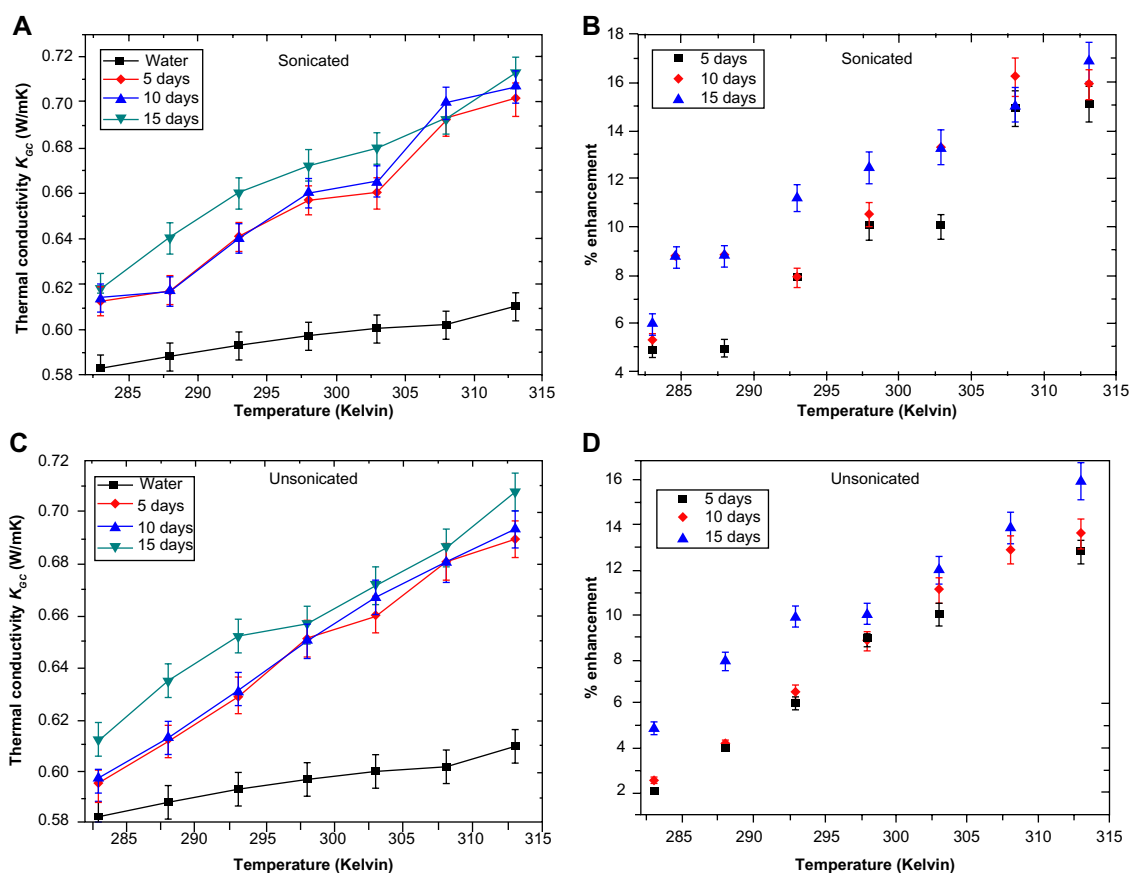 A
Sonicated
Water
5 days
10 days
15 days
Thermal conductivity K_GC (W/mK)
0.72
0.70
0.68
0.66
0.64
0.62
0.60
0.58
285 290 295 300 305 310 315
Temperature (Kelvin)
B
Sonicated
5 days
10 days
15 days
% enhancement
18
16
14
12
10
8
6
4
285 290 295 300 305 310 315
Temperature (Kelvin)
C
Unsonicated
Water
5 days
10 days
15 days
Thermal conductivity K_GC (W/mK)
0.72
0.70
0.68
0.66
0.64
0.62
0.60
0.58
285 290 295 300 305 310 315
Temperature (Kelvin)
D
Unsonicated
5 days
10 days
15 days
% enhancement
16
14
12
10
8
6
4
2
285 290 295 300 305 310 315
Temperature (Kelvin)